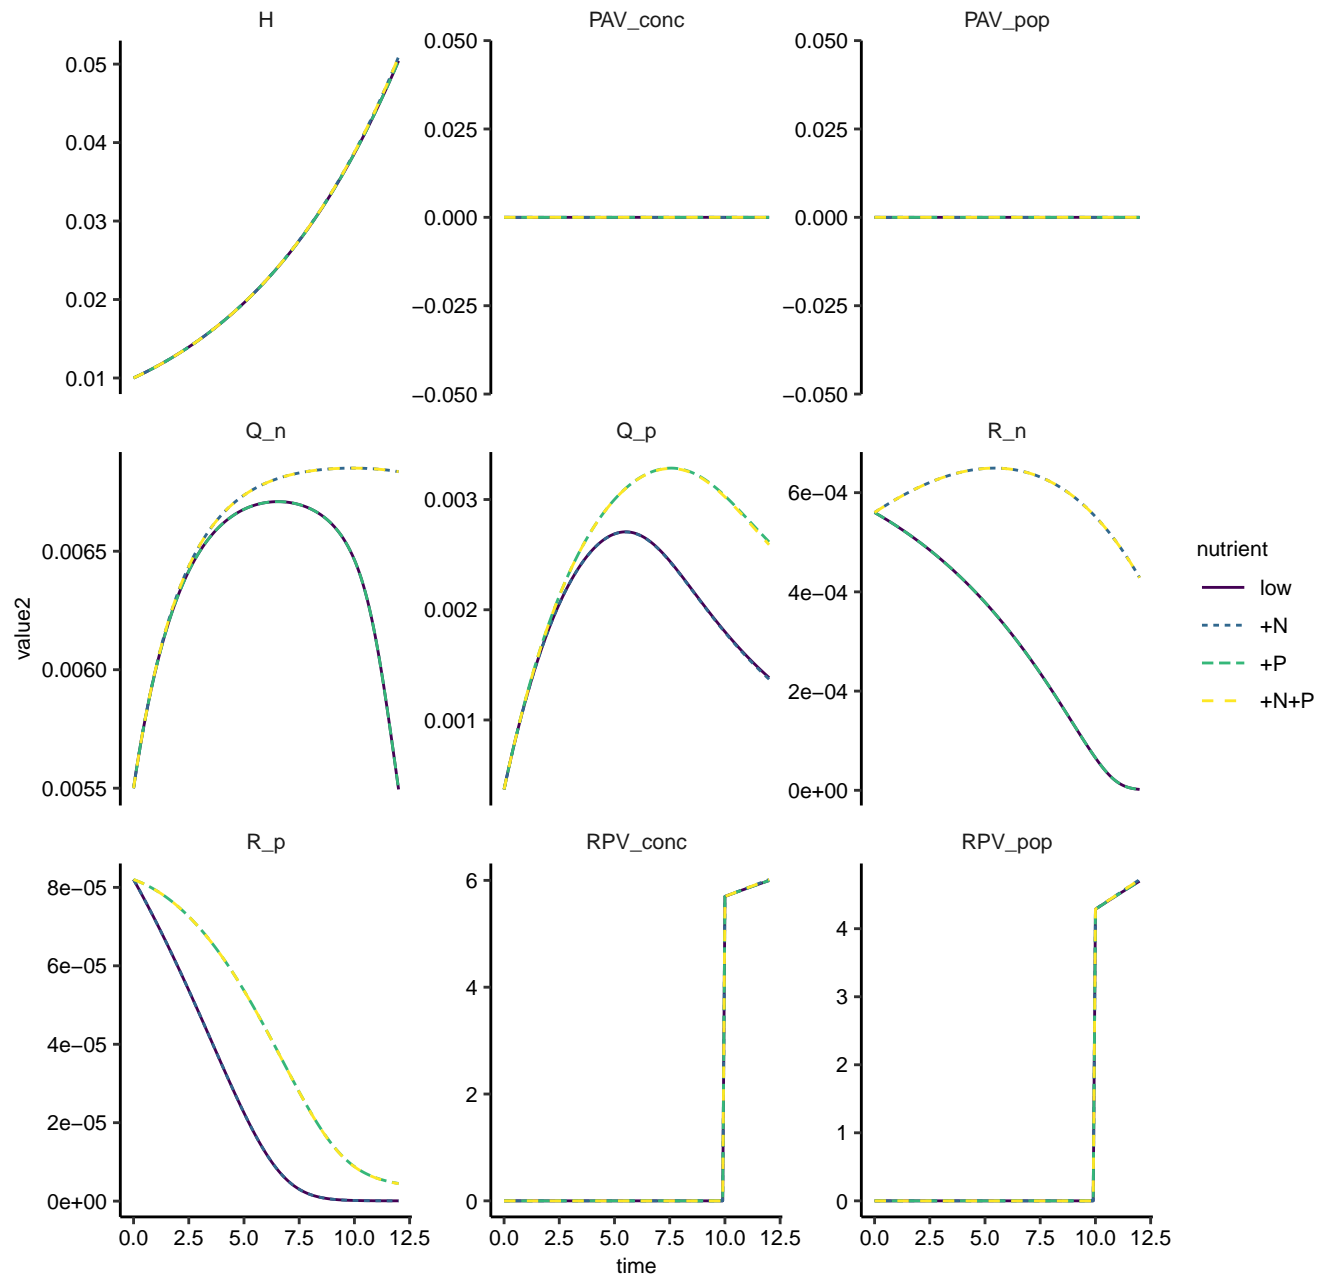 H
PAV_conc
PAV_pop
0.05
0.04
0.03
0.02
0.01
0.050
0.025
0.000
−0.025
−0.050
0.050
0.025
0.000
−0.025
−0.050
Q_n
Q_p
R_n
0.0065
0.0060
0.0055
0.003
0.002
0.001
6e−04
4e−04
2e−04
0e+00
R_p
RPV_conc
RPV_pop
8e−05
6e−05
4e−05
2e−05
0e+00
6
4
2
0
4
3
2
1
0
0.0 2.5 5.0 7.5 10.0 12.5
0.0 2.5 5.0 7.5 10.0 12.5
0.0 2.5 5.0 7.5 10.0 12.5
time
value2
nutrient
low
+N
+P
+N+P